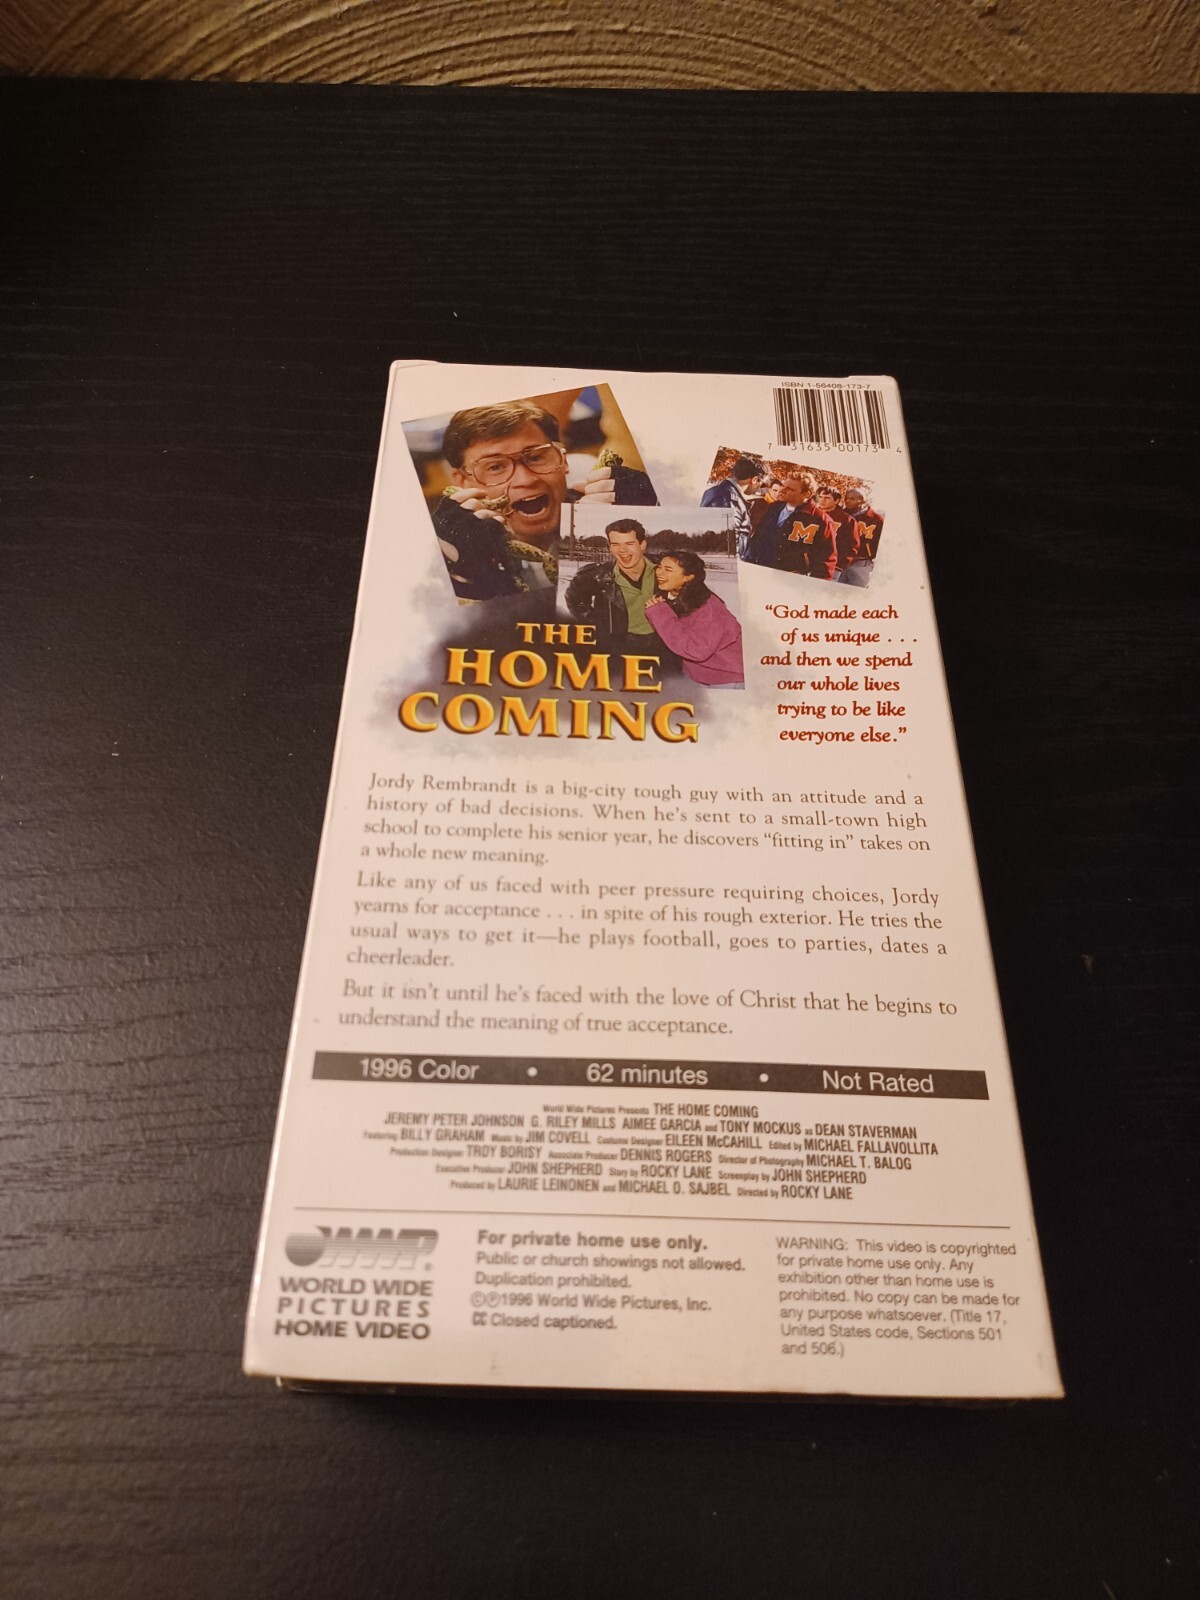 ISBN 1-56408-173-7
7 31635 00173 4
THE
HOME
COMING
"God made each
of us unique . . .
and then we spend
our whole lives
trying to be like
everyone else."
Jordy Rembrandt is a big-city tough guy with an attitude and a
history of bad decisions. When he's sent to a small-town high
school to complete his senior year, he discovers "fitting in" takes on
a whole new meaning.
Like any of us faced with peer pressure requiring choices, Jordy
yearns for acceptance . . . in spite of his rough exterior. He tries the
usual ways to get it—he plays football, goes to parties, dates a
cheerleader.
But it isn't until he's faced with the love of Christ that he begins to
understand the meaning of true acceptance.
1996 Color • 62 minutes • Not Rated
World Wide Pictures Presents THE HOME COMING
JEREMY PETER JOHNSON G. RILEY MILLS AIMEE GARCIA and TONY MOCKUS as DEAN STAVERMAN
Featuring BILLY GRAHAM Music by JIM COVELL Costume Designer EILEEN McCAHILL Edited by MICHAEL FALLAVOLLITA
Production Designer TROY BORISY Associate Producer DENNIS ROGERS Director of Photography MICHAEL T. BALOG
Executive Producer JOHN SHEPHERD Story by ROCKY LANE Screenplay by JOHN SHEPHERD
Produced by LAURIE LEINONEN and MICHAEL O. SAJBEL Directed by ROCKY LANE
WWP®
WORLD WIDE
PICTURES
HOME VIDEO
For private home use only.
Public or church showings not allowed.
Duplication prohibited.
©℗1996 World Wide Pictures, Inc.
CC Closed captioned.
WARNING: This video is copyrighted
for private home use only. Any
exhibition other than home use is
prohibited. No copy can be made for
any purpose whatsoever. (Title 17,
United States code, Sections 501
and 506.)
M
M